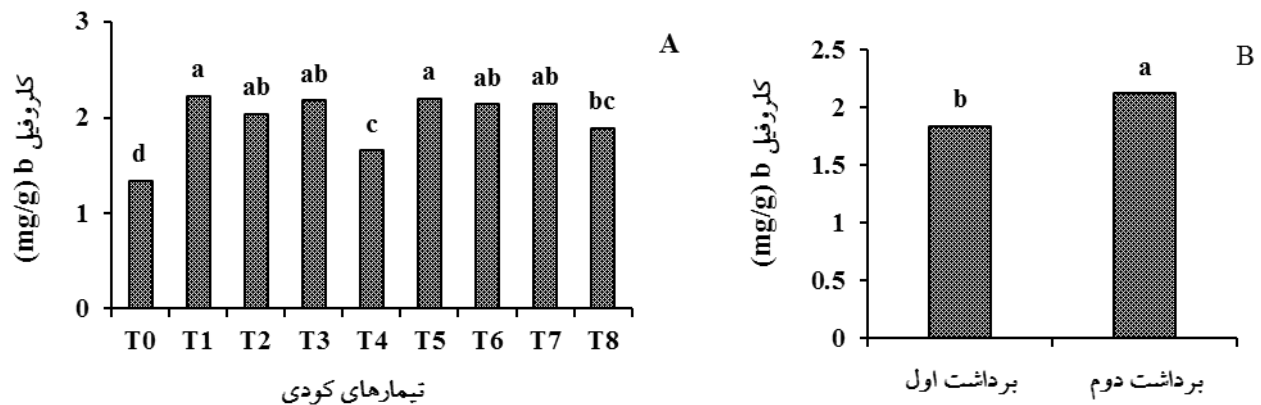 A
3
2
1
0
کلروفیل b (mg/g)
d
a
ab
ab
c
a
ab
ab
bc
T0 T1 T2 T3 T4 T5 T6 T7 T8
تیمارهای کودی
B
2.5
2
1.5
1
0.5
0
کلروفیل b (mg/g)
b
a
برداشت اول
برداشت دوم